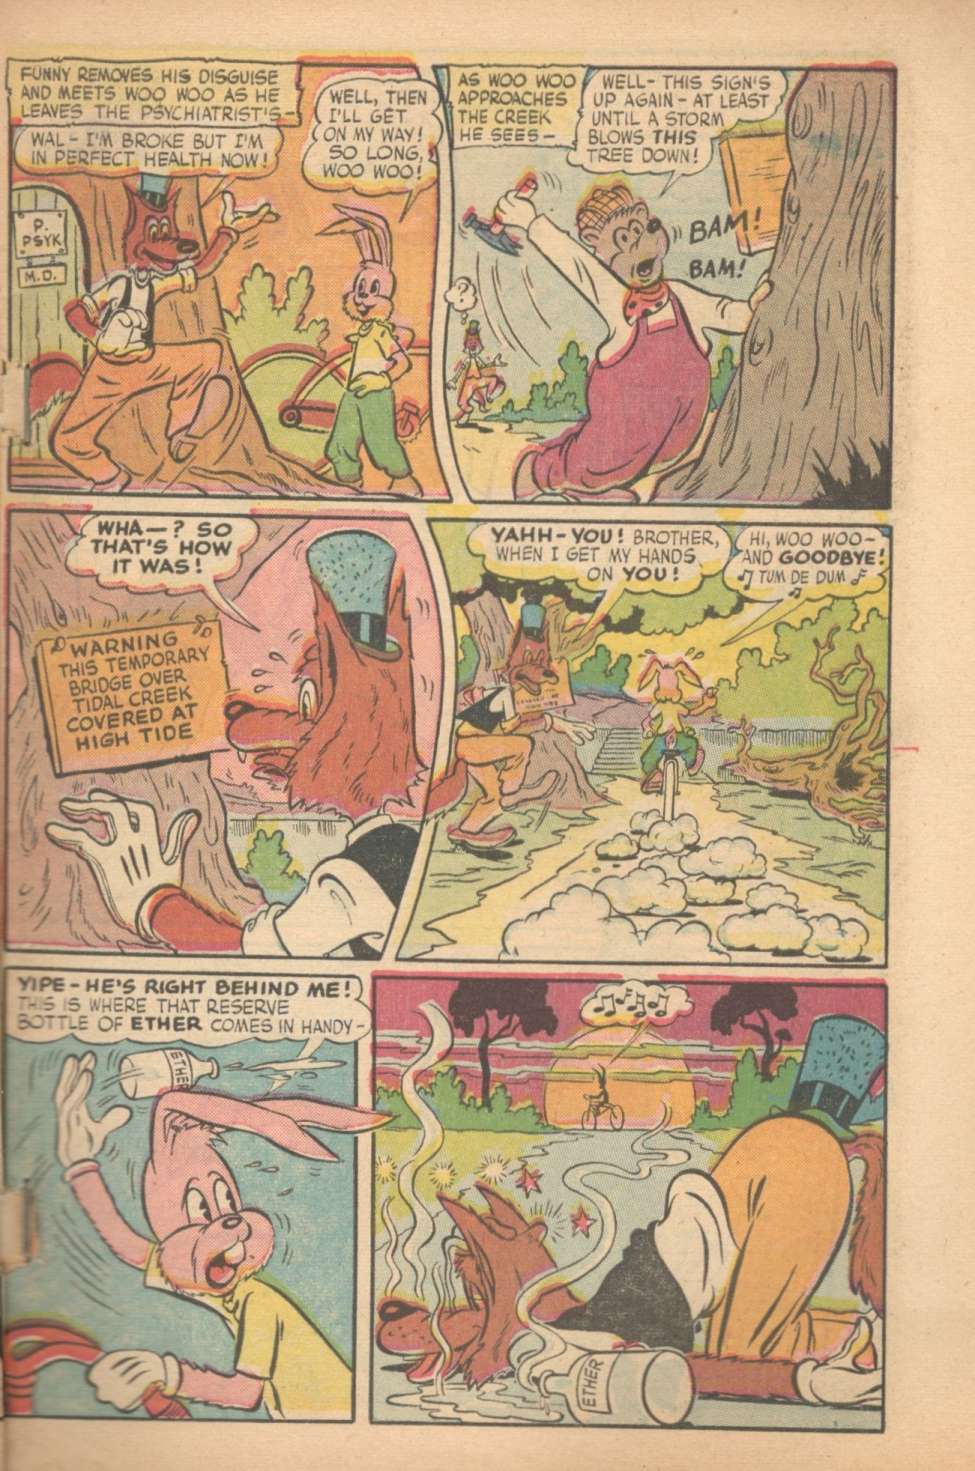 FUNNY REMOVES HIS DISGUISE
AND MEETS WOO WOO AS HE
LEAVES THE PSYCHIATRIST'S-
WAL- I'M BROKE BUT I'M
IN PERFECT HEALTH NOW!
WELL, THEN
I'LL GET
ON MY WAY!
SO LONG,
WOO WOO!
P.
PSYK
M.D.
AS WOO WOO
APPROACHES
THE CREEK
HE SEES-
WELL- THIS SIGN'S
UP AGAIN- AT LEAST
UNTIL A STORM
BLOWS THIS
TREE DOWN!
BAM!
BAM!
?
WHA-? SO
THAT'S HOW
IT WAS!
WARNING
THIS TEMPORARY
BRIDGE OVER
TIDAL CREEK
COVERED AT
HIGH TIDE
YAHH-YOU! BROTHER,
WHEN I GET MY HANDS
ON YOU!
HI, WOO WOO-
AND GOODBYE!
♫ TUM DE DUM ♪
♪
YIPE- HE'S RIGHT BEHIND ME!
THIS IS WHERE THAT RESERVE
BOTTLE OF ETHER COMES IN HANDY-
ETHER
♫♪♫♫
ETHER